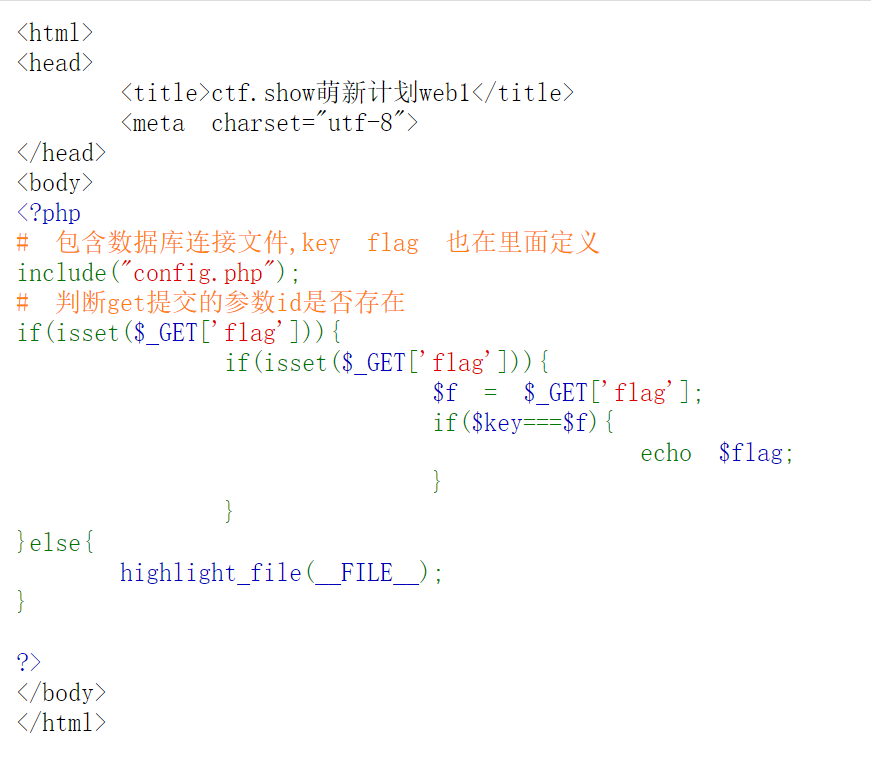 <html>
<head>
        <title>ctf.show萌新计划web1</title>
        <meta  charset="utf-8">
</head>
<body>
<?php
#  包含数据库连接文件,key  flag  也在里面定义
include("config.php");
#  判断get提交的参数id是否存在
if(isset($_GET['flag'])){
                if(isset($_GET['flag'])){
                                $f  =  $_GET['flag'];
                                if($key===$f){
                                                echo  $flag;
                                }
                }
}else{
        highlight_file(__FILE__);
}

?>
</body>
</html>